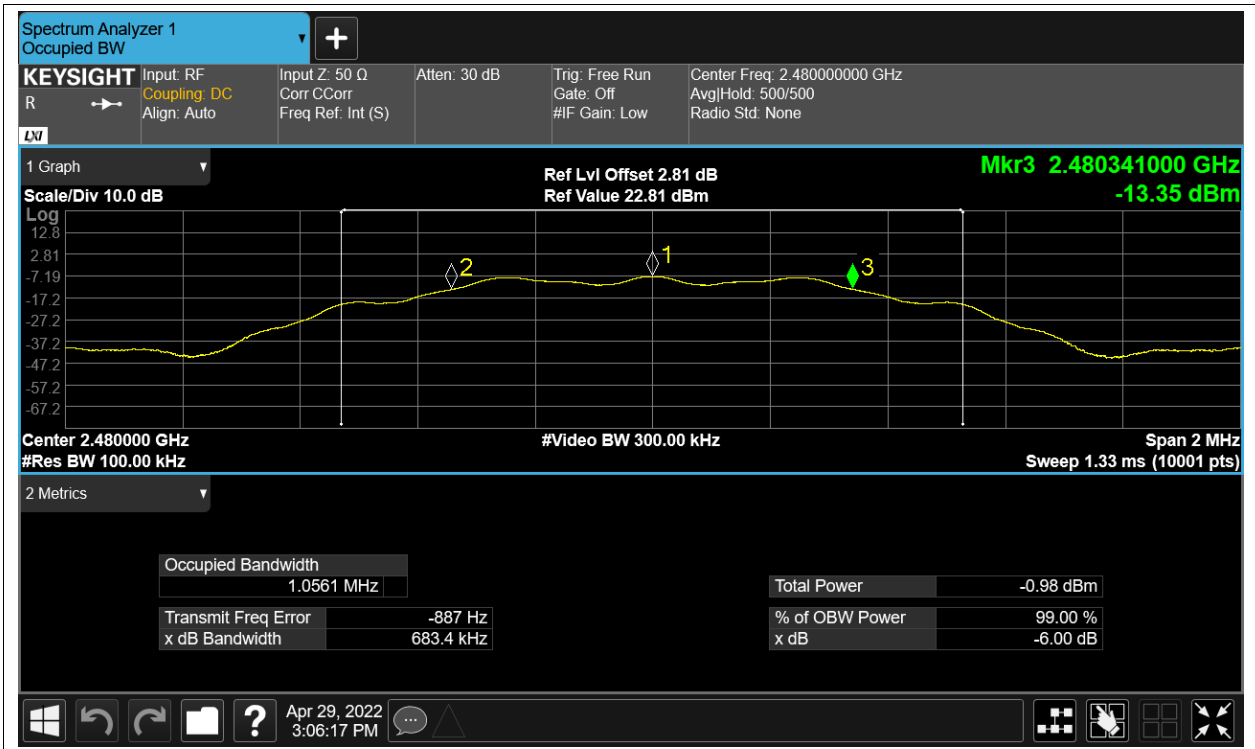 Spectrum Analyzer 1
Occupied BW
KEYSIGHT
R
LXI
Input: RF
Coupling: DC
Align: Auto
Input Z: 50 Ω
Corr CCorr
Freq Ref: Int (S)
Atten: 30 dB
Trig: Free Run
Gate: Off
#IF Gain: Low
Center Freq: 2.480000000 GHz
Avg|Hold: 500/500
Radio Std: None
1 Graph
Scale/Div 10.0 dB
Ref Lvl Offset 2.81 dB
Ref Value 22.81 dBm
Mkr3 2.480341000 GHz
-13.35 dBm
Log
12.8
2.81
-7.19
-17.2
-27.2
-37.2
-47.2
-57.2
-67.2
2
1
3
Center 2.480000 GHz
#Res BW 100.00 kHz
#Video BW 300.00 kHz
Span 2 MHz
Sweep 1.33 ms (10001 pts)
2 Metrics
Occupied Bandwidth
1.0561 MHz
Transmit Freq Error -887 Hz
x dB Bandwidth 683.4 kHz
Total Power -0.98 dBm
% of OBW Power 99.00 %
x dB -6.00 dB
?
Apr 29, 2022
3:06:17 PM